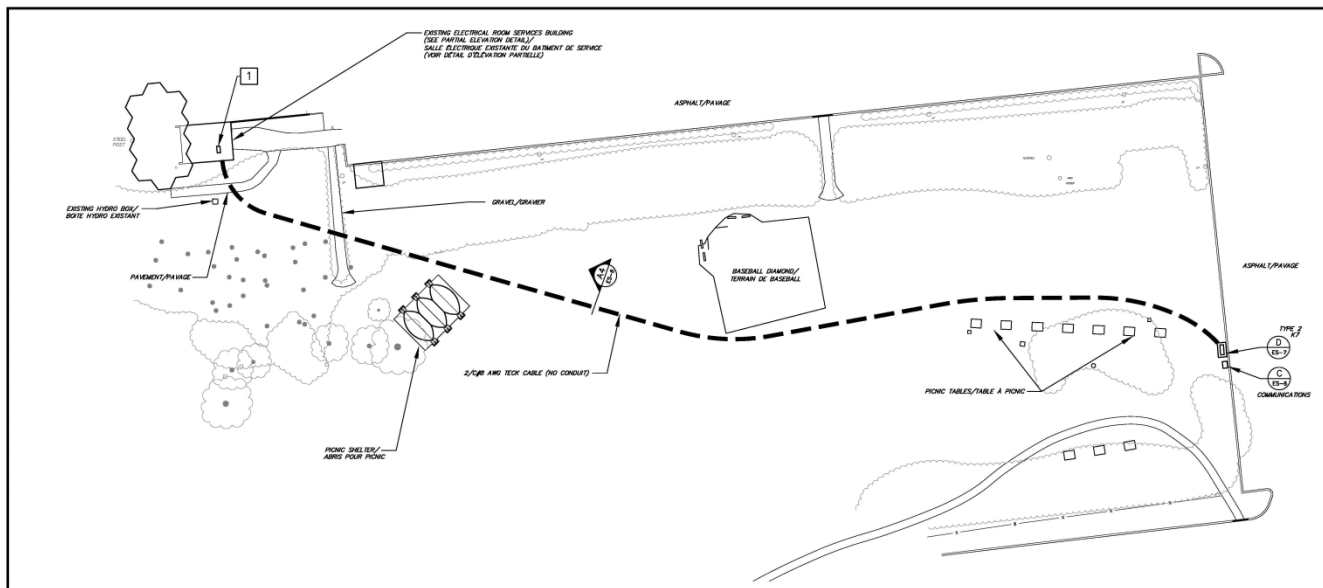 EXISTING ELECTRICAL ROOM SERVICES BUILDING
(SEE PARTIAL ELEVATION DETAIL)/
SALLE ÉLECTRIQUE EXISTANTE DU BATIMENT DE SERVICE
(VOIR DÉTAIL D'ÉLÉVATION PARTIELLE)
1
ASPHALT/PAVAGE
STEEL
POST
EXISTING HYDRO BOX/
BOITE HYDRO EXISTANT
GRAVEL/GRAVIER
PAVEMENT/PAVAGE
A4
ES-6
BASEBALL DIAMOND/
TERRAIN DE BASEBALL
ASPHALT/PAVAGE
TYPE 2
K7
D
ES-7
C
ES-6
COMMUNICATIONS
2/C#8 AWG TECK CABLE (NO CONDUIT)
PICNIC TABLES/TABLE À PICNIC
PICNIC SHELTER/
ABRIS POUR PICNIC
X
X
X
X
X